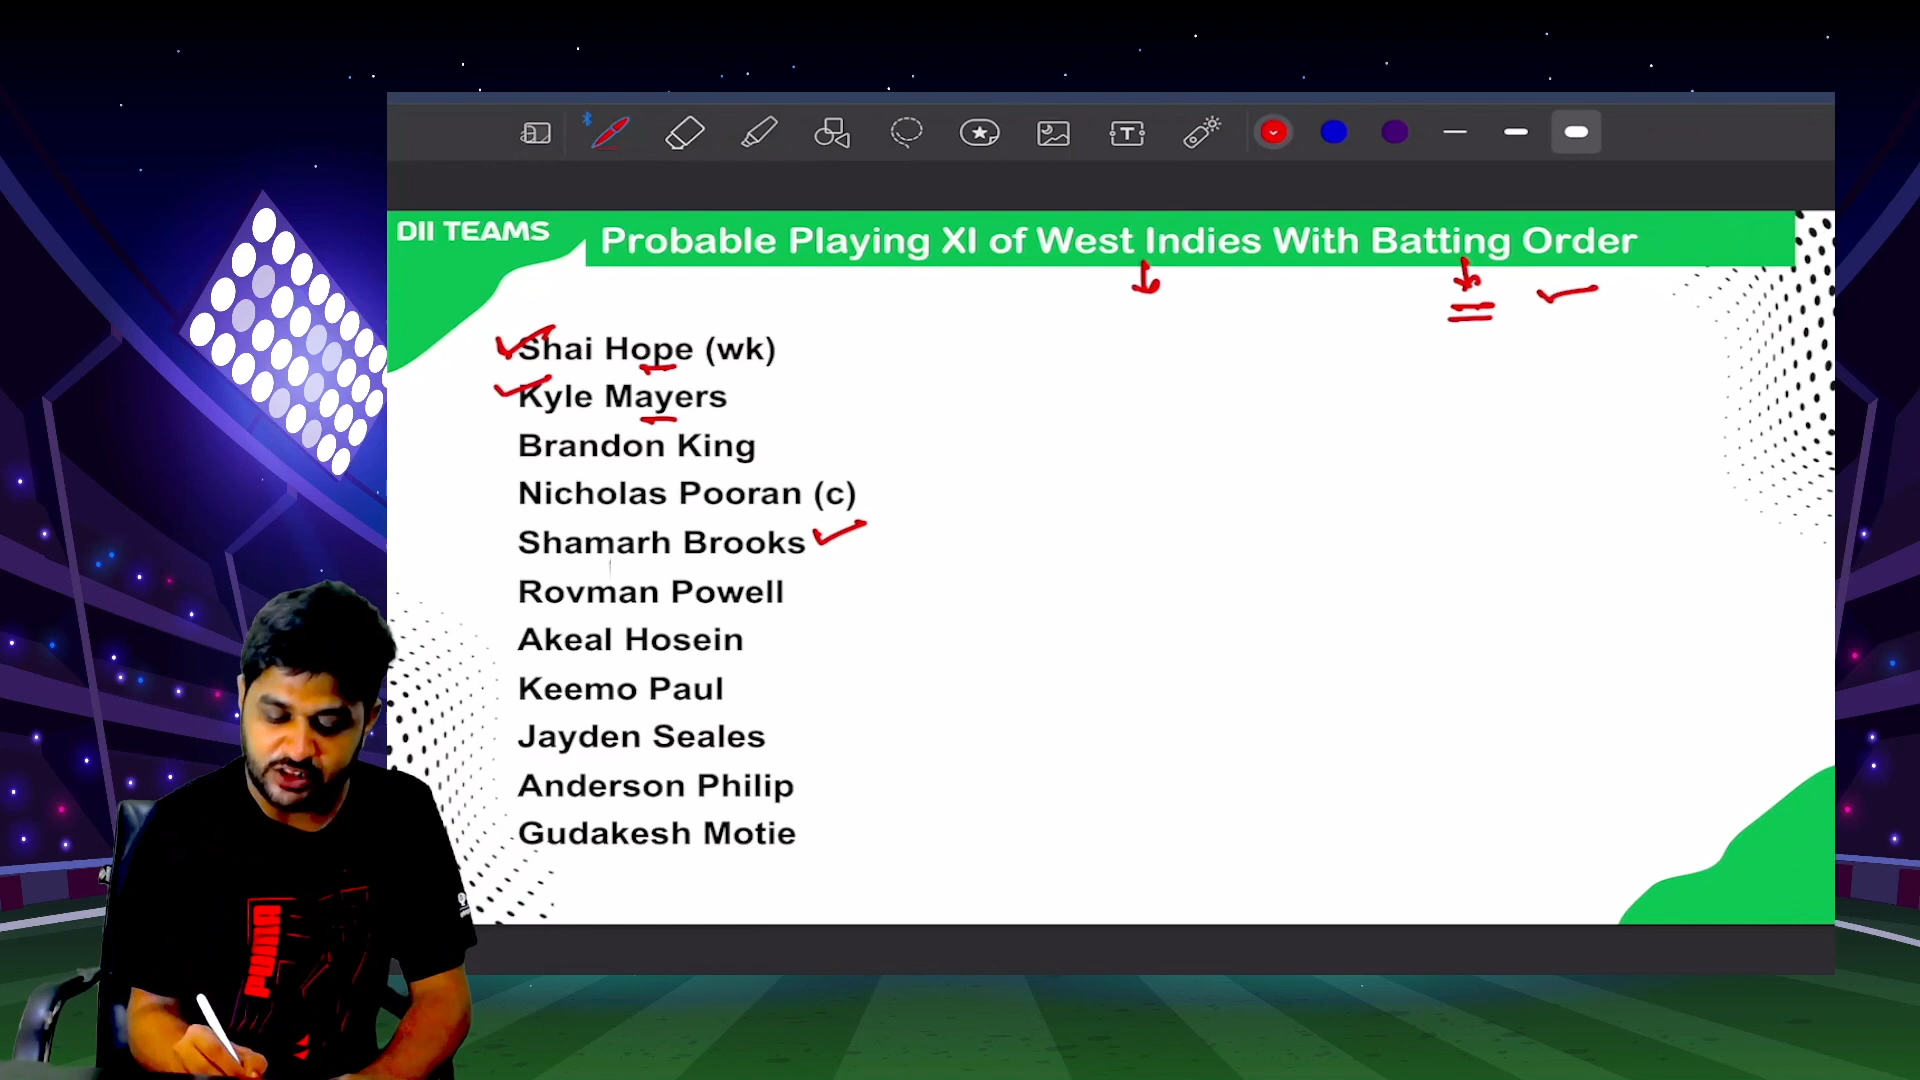 DII TEAMS
Probable Playing XI of West Indies With Batting Order
Shai Hope (wk)
Kyle Mayers
Brandon King
Nicholas Pooran (c)
Shamarh Brooks
Rovman Powell
Akeal Hosein
Keemo Paul
Jayden Seales
Anderson Philip
Gudakesh Motie